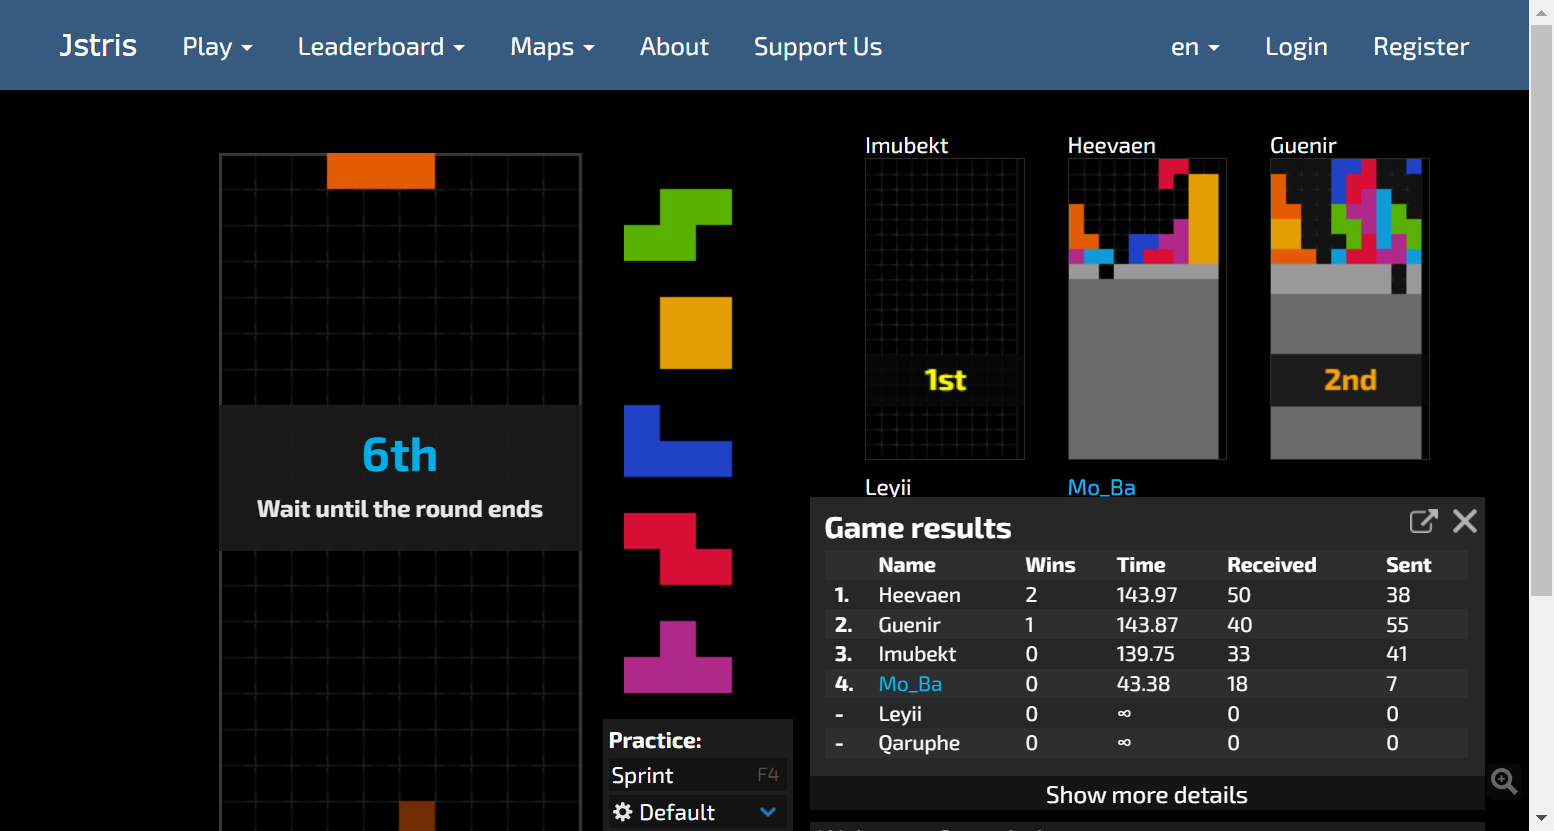 Jstris Play Leaderboard Maps About Support Us en Login Register
Imubekt Heevaen Guenir
1st
2nd
6th
Wait until the round ends
Leyii Mo_Ba
Game results
Name Wins Time Received Sent
1. Heevaen 2 143.97 50 38
2. Guenir 1 143.87 40 55
3. Imubekt 0 139.75 33 41
4. Mo_Ba 0 43.38 18 7
- Leyii 0 ∞ 0 0
- Qaruphe 0 ∞ 0 0
Show more details
Practice:
Sprint F4
Default